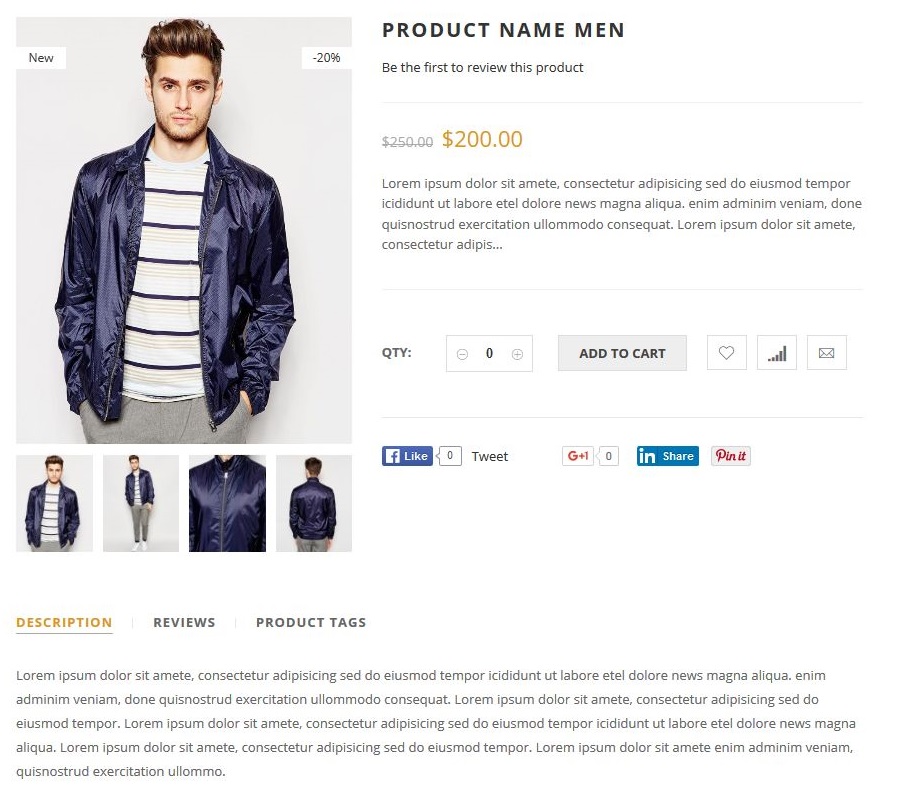 New
-20%
PRODUCT NAME MEN
Be the first to review this product
$250.00 $200.00
Lorem ipsum dolor sit amete, consectetur adipisicing sed do eiusmod tempor
icididunt ut labore etel dolore news magna aliqua. enim adminim veniam, done
quisnostrud exercitation ullommodo consequat. Lorem ipsum dolor sit amete,
consectetur adipis...
QTY: 0 ADD TO CART
Like 0 Tweet G+1 0 in Share Pinit
DESCRIPTION REVIEWS PRODUCT TAGS
Lorem ipsum dolor sit amete, consectetur adipisicing sed do eiusmod tempor icididunt ut labore etel dolore news magna aliqua. enim
adminim veniam, done quisnostrud exercitation ullommodo consequat. Lorem ipsum dolor sit amete, consectetur adipisicing sed do
eiusmod tempor. Lorem ipsum dolor sit amete, consectetur adipisicing sed do eiusmod tempor icididunt ut labore etel dolore news magna
aliqua. Lorem ipsum dolor sit amete, consectetur adipisicing sed do eiusmod tempor. Lorem ipsum dolor sit amete enim adminim veniam,
quisnostrud exercitation ullommo.